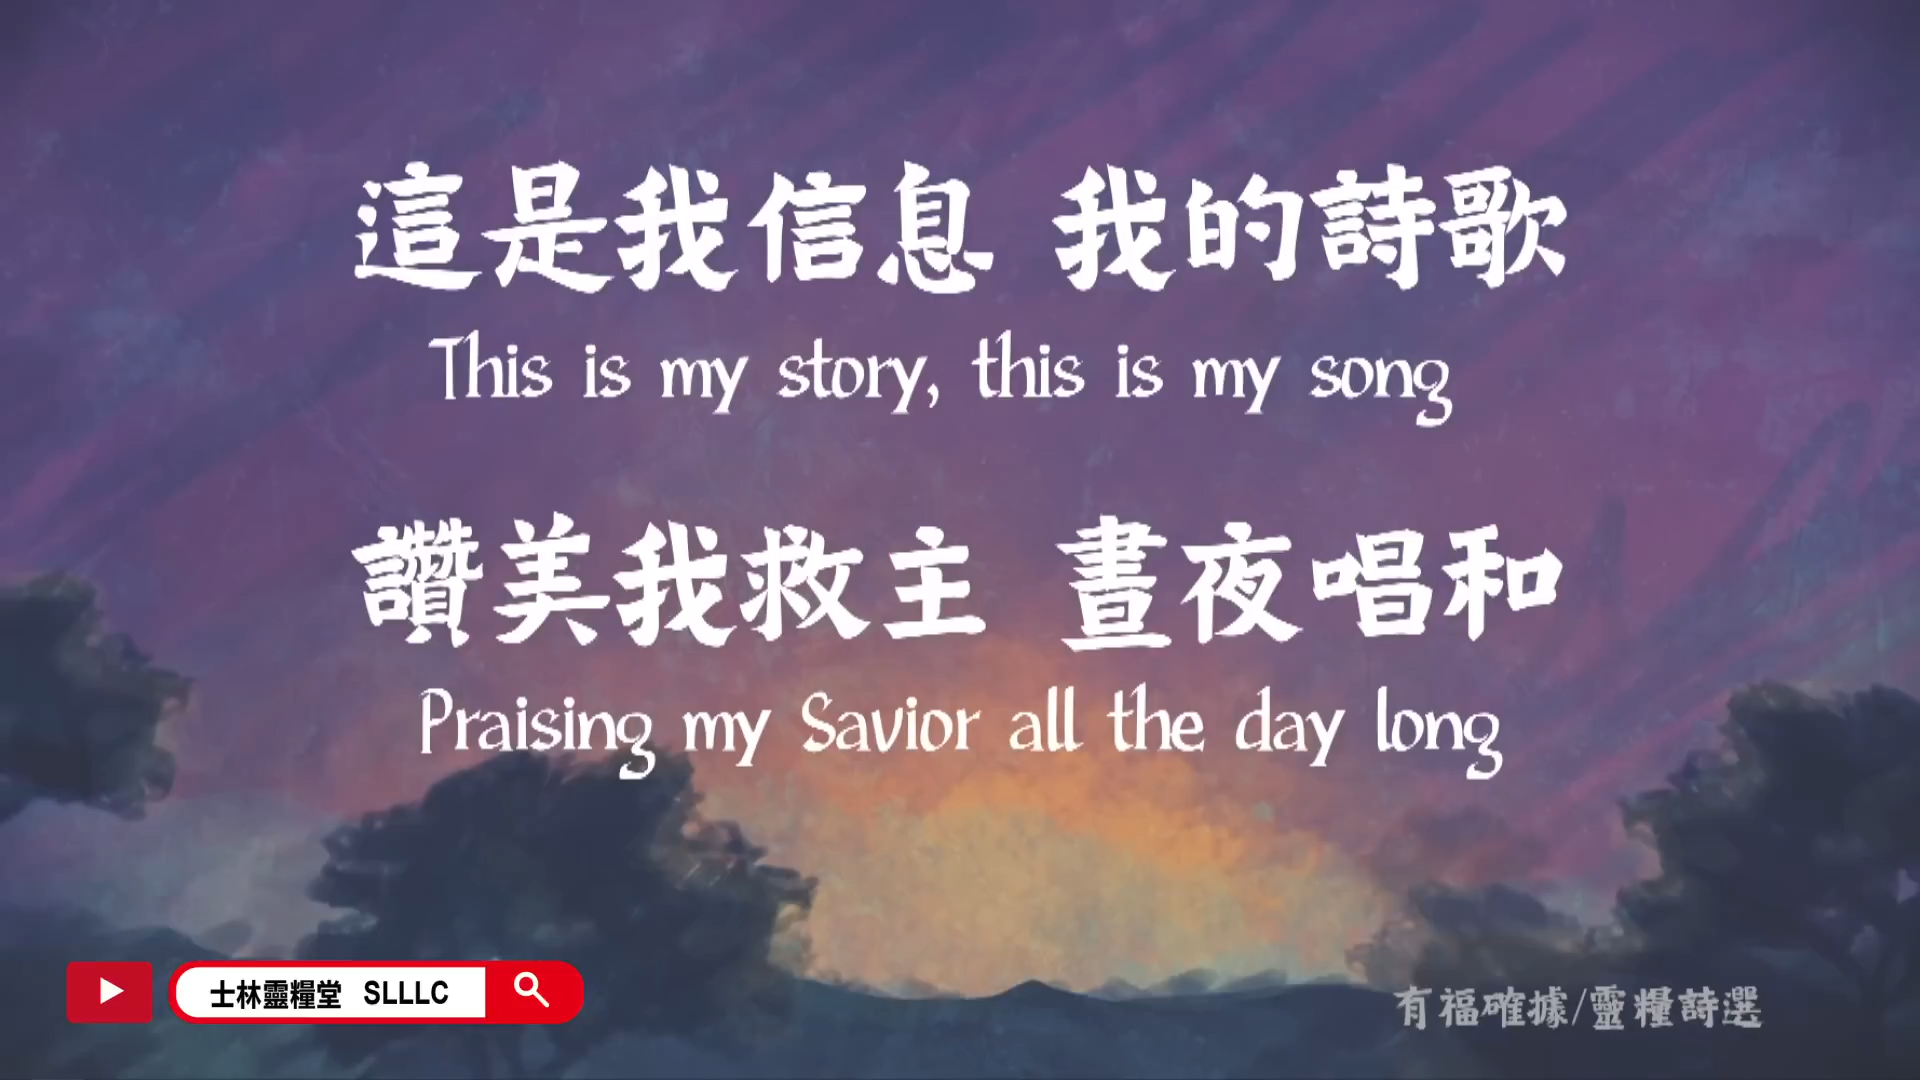 這是我信息 我的詩歌
This is my story, this is my song
讚美我救主 晝夜唱和
Praising my Savior all the day long
士林靈糧堂 SLLLC
有福確據/靈糧詩選